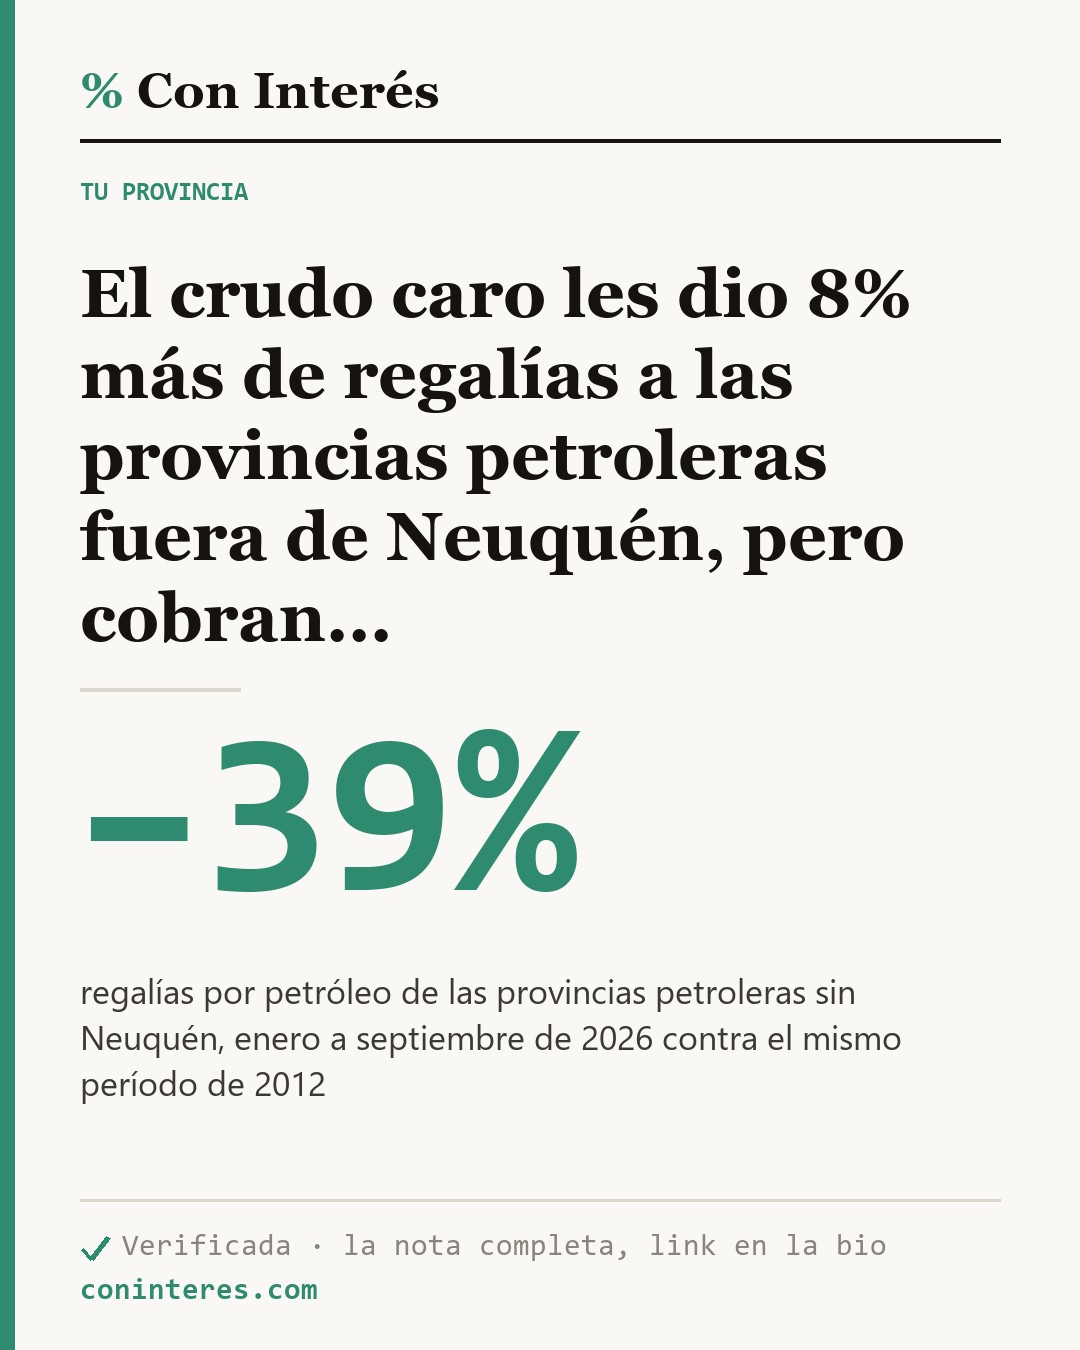 % Con Interés
TU PROVINCIA
El crudo caro les dio 8%
más de regalías a las
provincias petroleras
fuera de Neuquén, pero
cobran...
−39%
regalías por petróleo de las provincias petroleras sin
Neuquén, enero a septiembre de 2026 contra el mismo
período de 2012
Verificada · la nota completa, link en la bio
coninteres.com